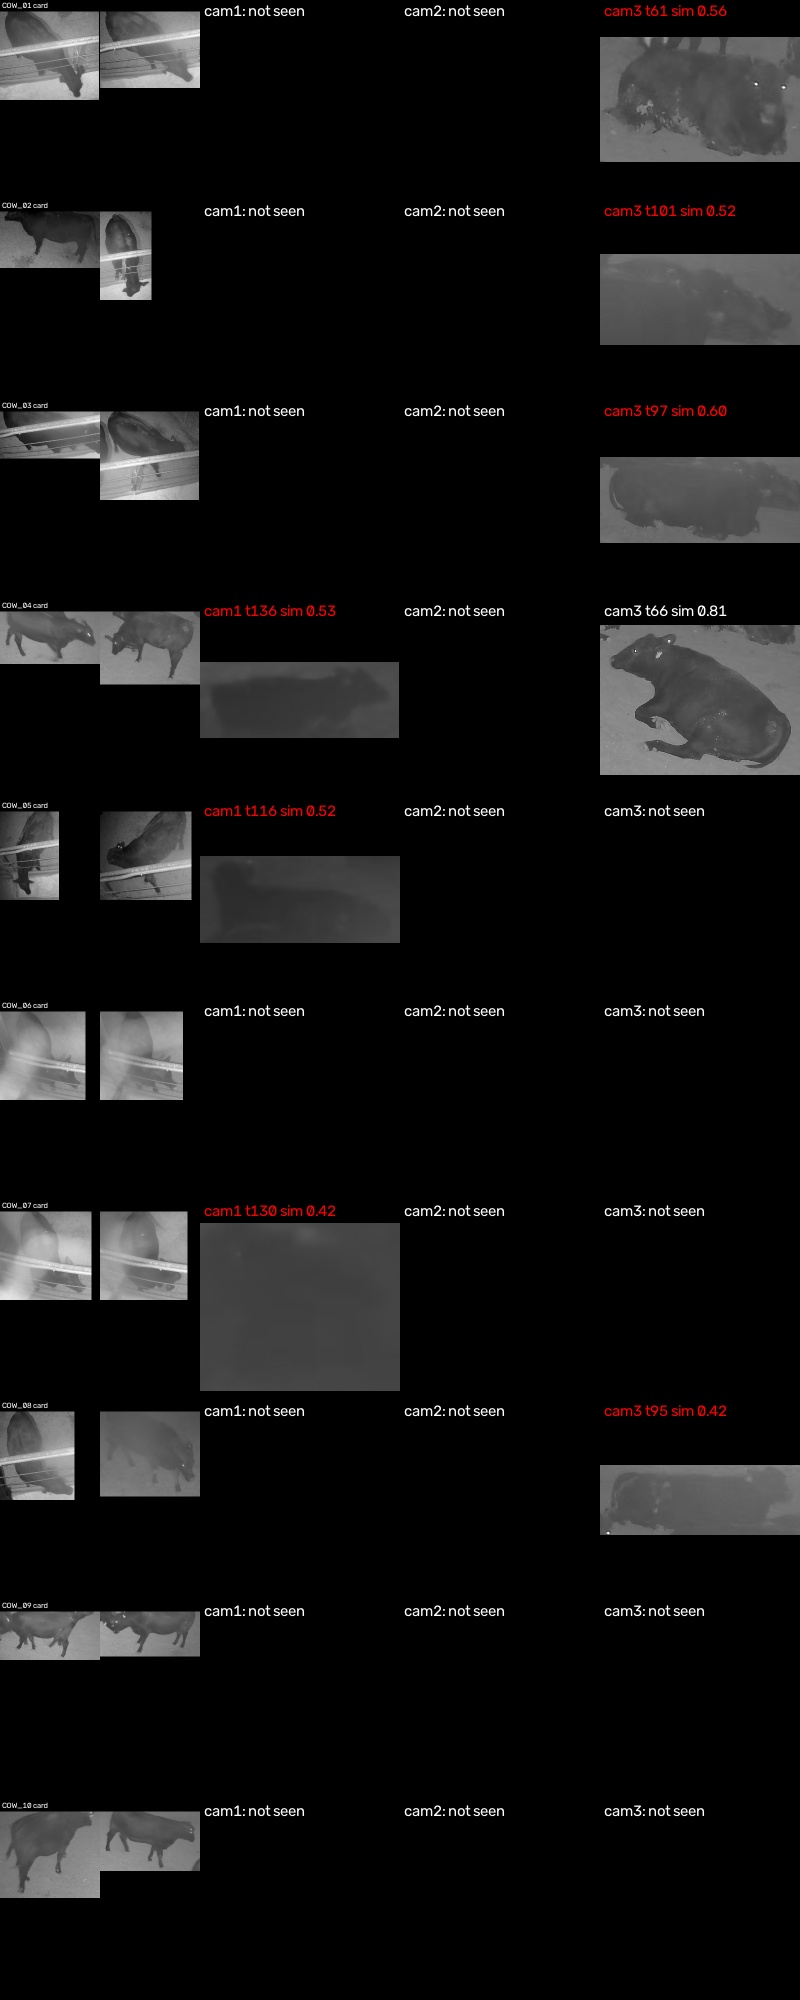 COW_01 card
cam1: not seen
cam2: not seen
cam3 t61 sim 0.56
COW_02 card
cam1: not seen
cam2: not seen
cam3 t101 sim 0.52
COW_03 card
cam1: not seen
cam2: not seen
cam3 t97 sim 0.60
COW_04 card
cam1 t136 sim 0.53
cam2: not seen
cam3 t66 sim 0.81
COW_05 card
cam1 t116 sim 0.52
cam2: not seen
cam3: not seen
COW_06 card
cam1: not seen
cam2: not seen
cam3: not seen
COW_07 card
cam1 t130 sim 0.42
cam2: not seen
cam3: not seen
COW_08 card
cam1: not seen
cam2: not seen
cam3 t95 sim 0.42
COW_09 card
cam1: not seen
cam2: not seen
cam3: not seen
COW_10 card
cam1: not seen
cam2: not seen
cam3: not seen